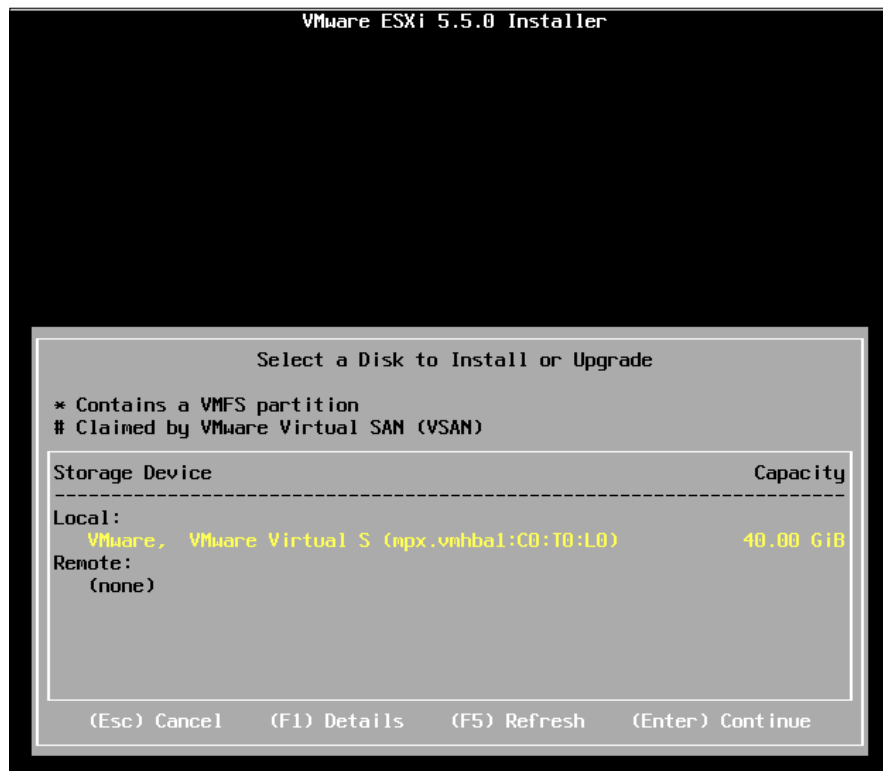 VMware ESXi 5.5.0 Installer
Select a Disk to Install or Upgrade
* Contains a VMFS partition
# Claimed by VMware Virtual SAN (VSAN)
Storage Device Capacity
Local:
VMware,  VMware Virtual S (mpx.vmhba1:C0:T0:L0) 40.00 GiB
Remote:
(none)
(Esc) Cancel (F1) Details (F5) Refresh (Enter) Continue